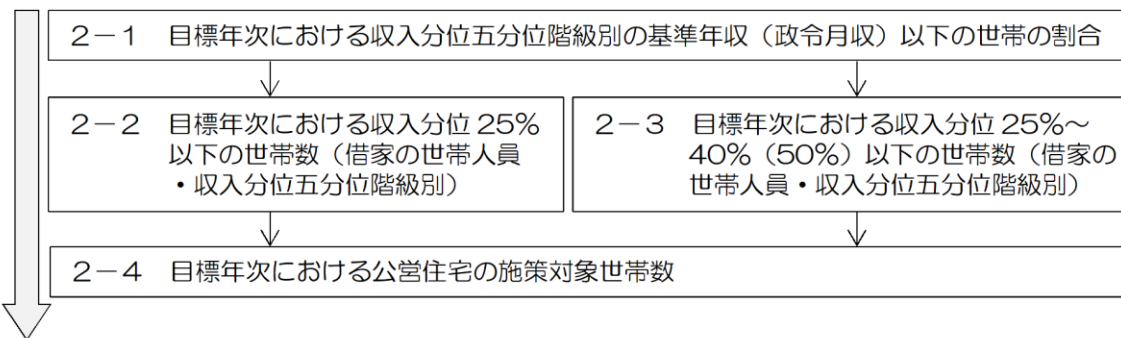 2－1 目標年次における収入分位五分位階級別の基準年収（政令月収）以下の世帯の割合
2－2 目標年次における収入分位 25%
以下の世帯数（借家の世帯人員
・収入分位五分位階級別）
2－3 目標年次における収入分位 25%～
40%（50%）以下の世帯数（借家の
世帯人員・収入分位五分位階級別）
2－4 目標年次における公営住宅の施策対象世帯数